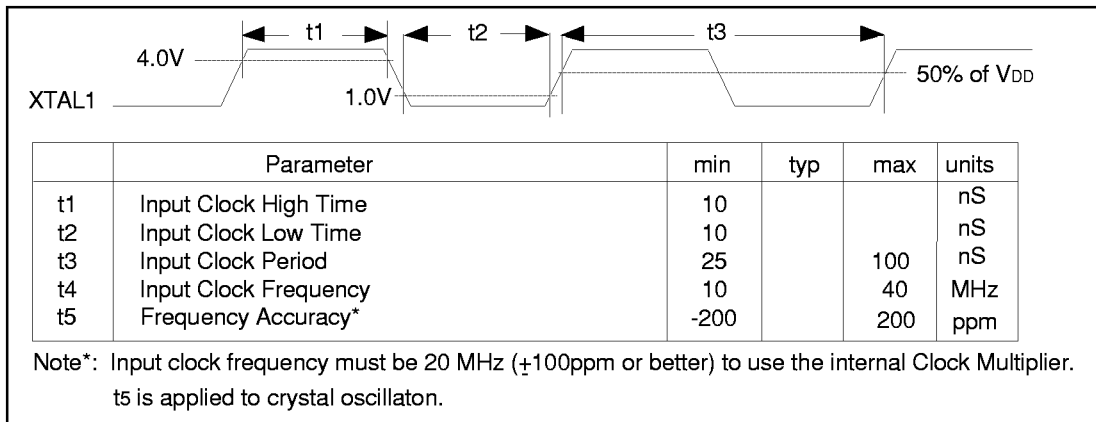 t1 t2 t3
4.0V
50% of VDD
XTAL1 1.0V
Parameter min typ max units
t1 Input Clock High Time 10 nS
t2 Input Clock Low Time 10 nS
t3 Input Clock Period 25 100 nS
t4 Input Clock Frequency 10 40 MHz
t5 Frequency Accuracy* -200 200 ppm
Note*: Input clock frequency must be 20 MHz (±100ppm or better) to use the internal Clock Multiplier.
t5 is applied to crystal oscillaton.